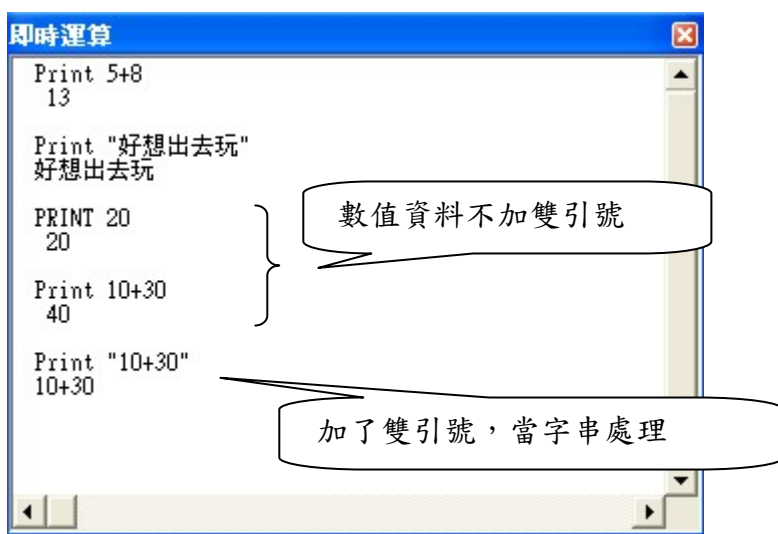 即時運算
Print 5+8
13
Print "好想出去玩"
好想出去玩
PRINT 20
20
數值資料不加雙引號
Print 10+30
40
Print "10+30"
10+30
加了雙引號，當字串處理